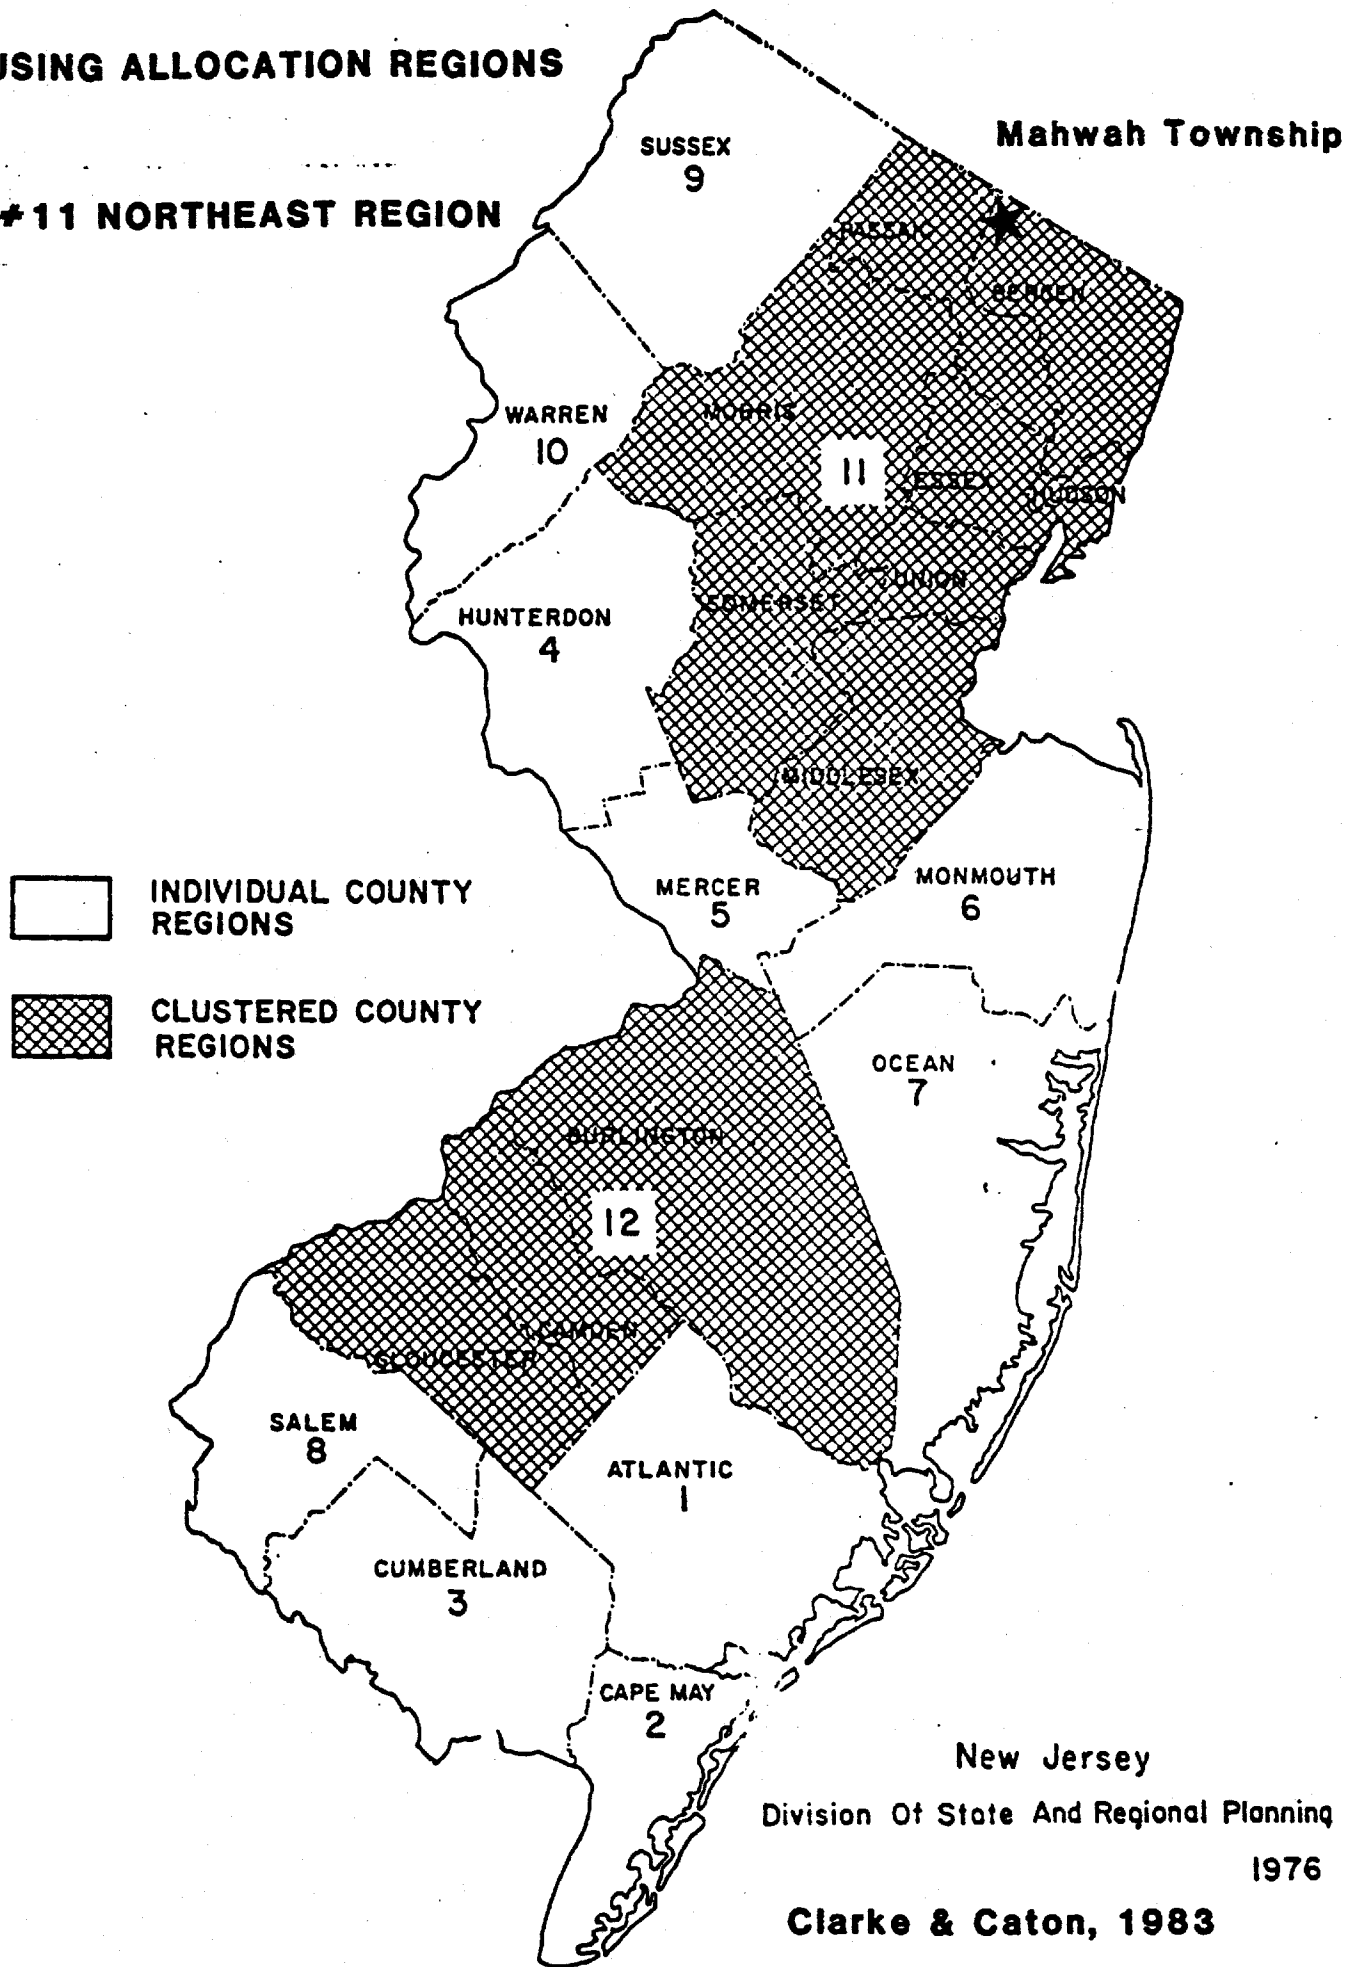 USING ALLOCATION REGIONS
Mahwah Township
#11 NORTHEAST REGION
SUSSEX
9
PASSAIC
BERGEN
WARREN
10
MORRIS
11
ESSEX
HUDSON
HUNTERDON
4
SOMERSET
UNION
MIDDLESEX
MERCER
5
MONMOUTH
6
INDIVIDUAL COUNTY
REGIONS
CLUSTERED COUNTY
REGIONS
OCEAN
7
BURLINGTON
12
CAMDEN
GLOUCESTER
SALEM
8
ATLANTIC
1
CUMBERLAND
3
CAPE MAY
2
New Jersey
Division Of State And Regional Planning
1976
Clarke & Caton, 1983